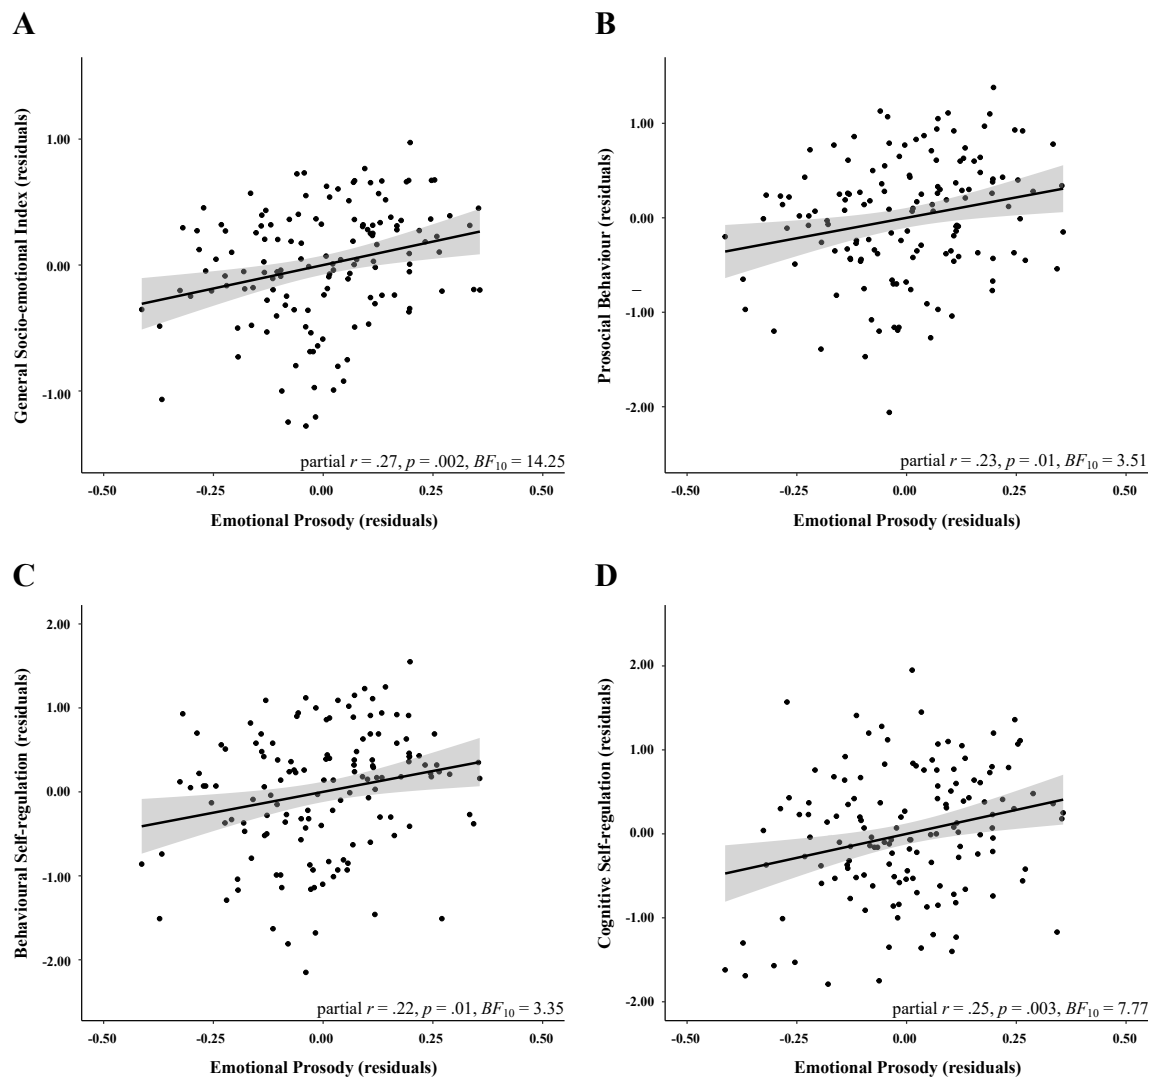 A
General Socio-emotional Index (residuals)
1.00
0.00
-1.00
partial r = .27, p = .002, BF10 = 14.25
-0.50 -0.25 0.00 0.25 0.50
Emotional Prosody (residuals)
B
Prosocial Behaviour (residuals)
1.00
0.00
-1.00
-2.00
partial r = .23, p = .01, BF10 = 3.51
-0.50 -0.25 0.00 0.25 0.50
Emotional Prosody (residuals)
C
Behavioural Self-regulation (residuals)
2.00
1.00
0.00
-1.00
-2.00
partial r = .22, p = .01, BF10 = 3.35
-0.50 -0.25 0.00 0.25 0.50
Emotional Prosody (residuals)
D
Cognitive Self-regulation (residuals)
2.00
1.00
0.00
-1.00
-2.00
partial r = .25, p = .003, BF10 = 7.77
-0.50 -0.25 0.00 0.25 0.50
Emotional Prosody (residuals)